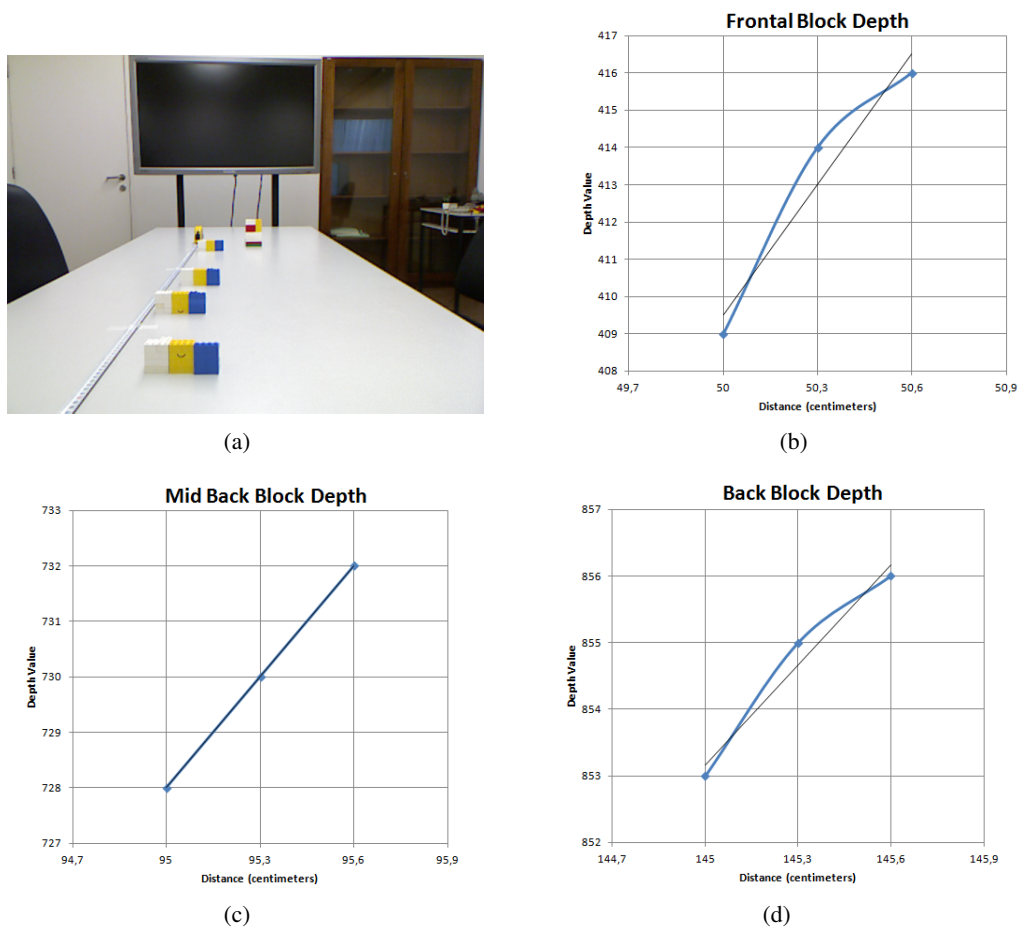 (a)
Frontal Block Depth
417
416
415
414
413
412
411
410
409
408
Depth Value
49,7 50 50,3 50,6 50,9
Distance (centimeters)
(b)
Mid Back Block Depth
733
732
731
730
729
728
727
Depth Value
94,7 95 95,3 95,6 95,9
Distance (centimeters)
(c)
Back Block Depth
857
856
855
854
853
852
Depth Value
144,7 145 145,3 145,6 145,9
Distance (centimeters)
(d)